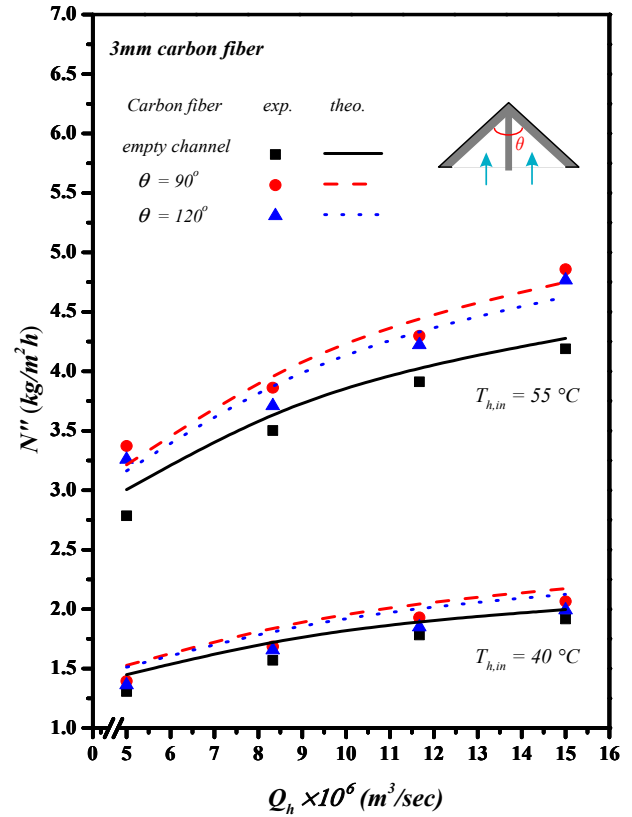 3mm carbon fiber
Carbon fiber exp. theo.
empty channel
θ = 90°
θ = 120°
θ
7.0
6.5
6.0
5.5
5.0
4.5
4.0
3.5
3.0
2.5
2.0
1.5
1.0
N" (kg/m²h)
T_{h,in} = 55 °C
T_{h,in} = 40 °C
0 5 6 7 8 9 10 11 12 13 14 15 16
Q_h ×10⁶ (m³/sec)